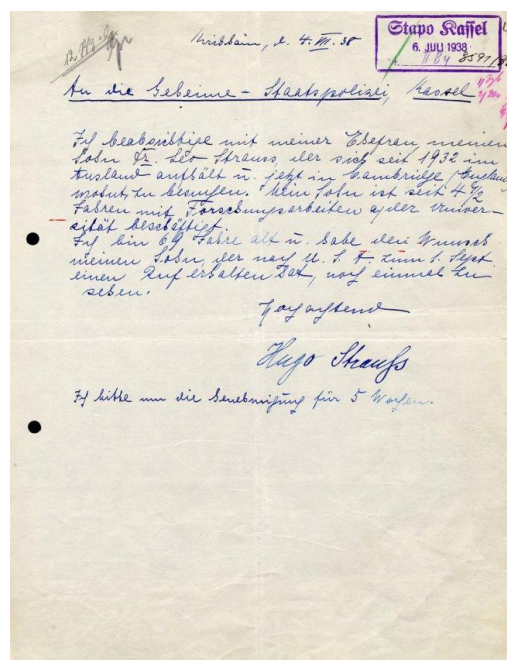 Kirchhain, d. 4. VII. 38
Stapo Kassel
6. JULI 1938
An die Geheime-Staatspolizei, Kassel
Ich beabsichtige mit meiner Ehefrau, meinen
Sohn Dr. Leo Strauss, der sich seit 1932 im
Ausland aufhält u. jetzt in Cambridge / England
wohnt, zu besuchen. Mein Sohn ist seit 4 1/2
Jahren mit Forschungsarbeiten a/der Univer-
sität beschäftigt.
Ich bin 69 Jahre alt u. habe den Wunsch
meinen Sohn, der nach U. S. A. zum 1. Sept
einen Ruf erhalten hat, noch einmal zu
sehen.
Hochachtend
Hugo Strauss
Ich bitte um die Genehmigung für 5 Wochen.